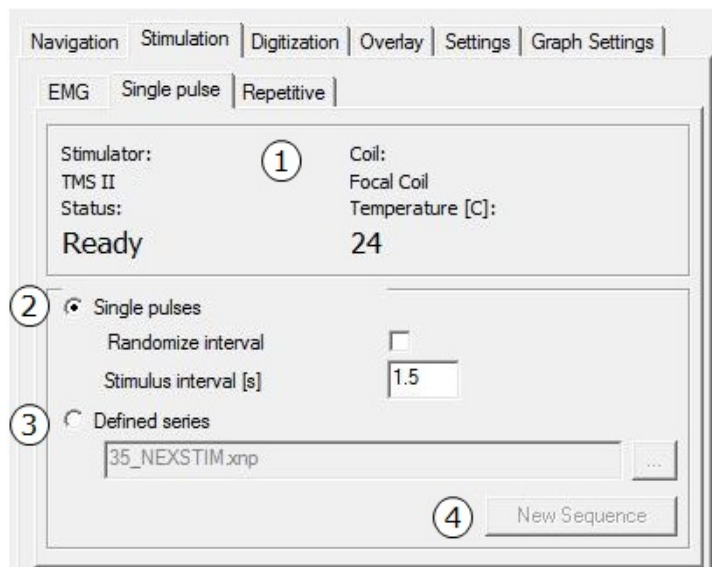 Navigation Stimulation Digitization Overlay Settings Graph Settings
EMG Single pulse Repetitive
Stimulator: 1 Coil:
TMS II Focal Coil
Status: Temperature [C]:
Ready 24
2 Single pulses
Randomize interval
Stimulus interval [s] 1.5
3 Defined series
35_NEXSTIM.xnp ...
4 New Sequence